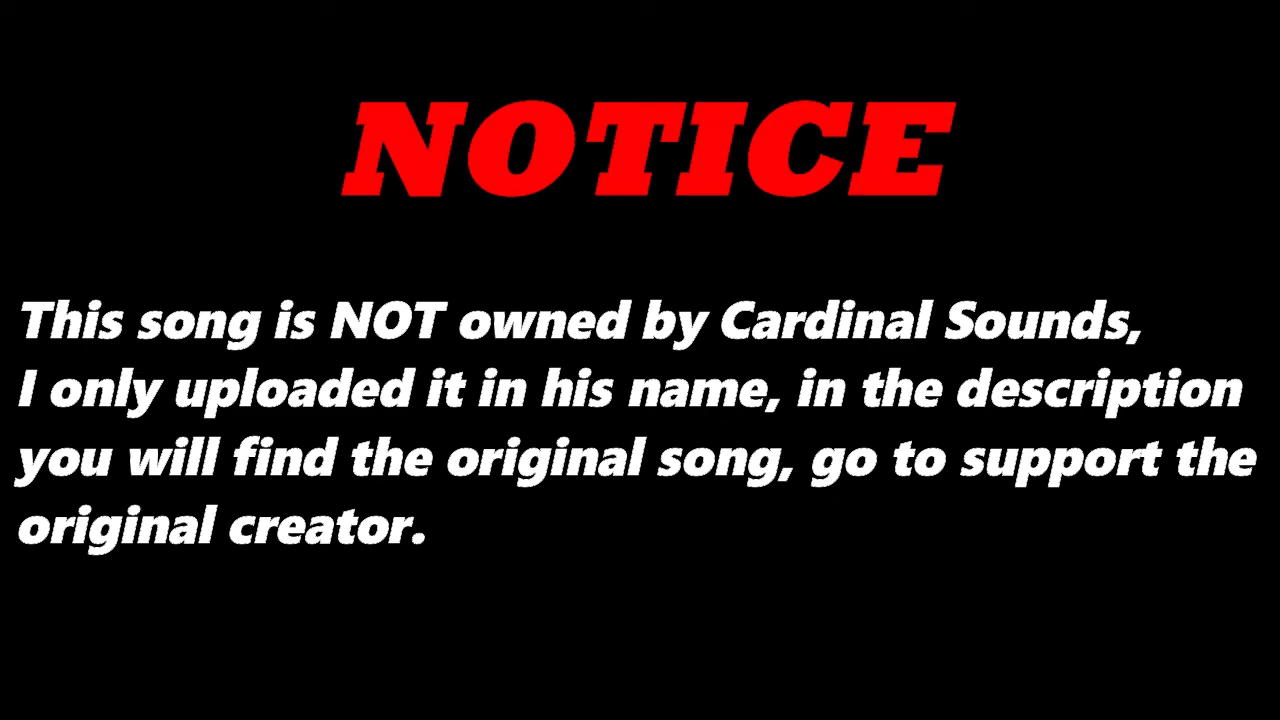 NOTICE
This song is NOT owned by Cardinal Sounds,
I only uploaded it in his name, in the description
you will find the original song, go to support the
original creator.